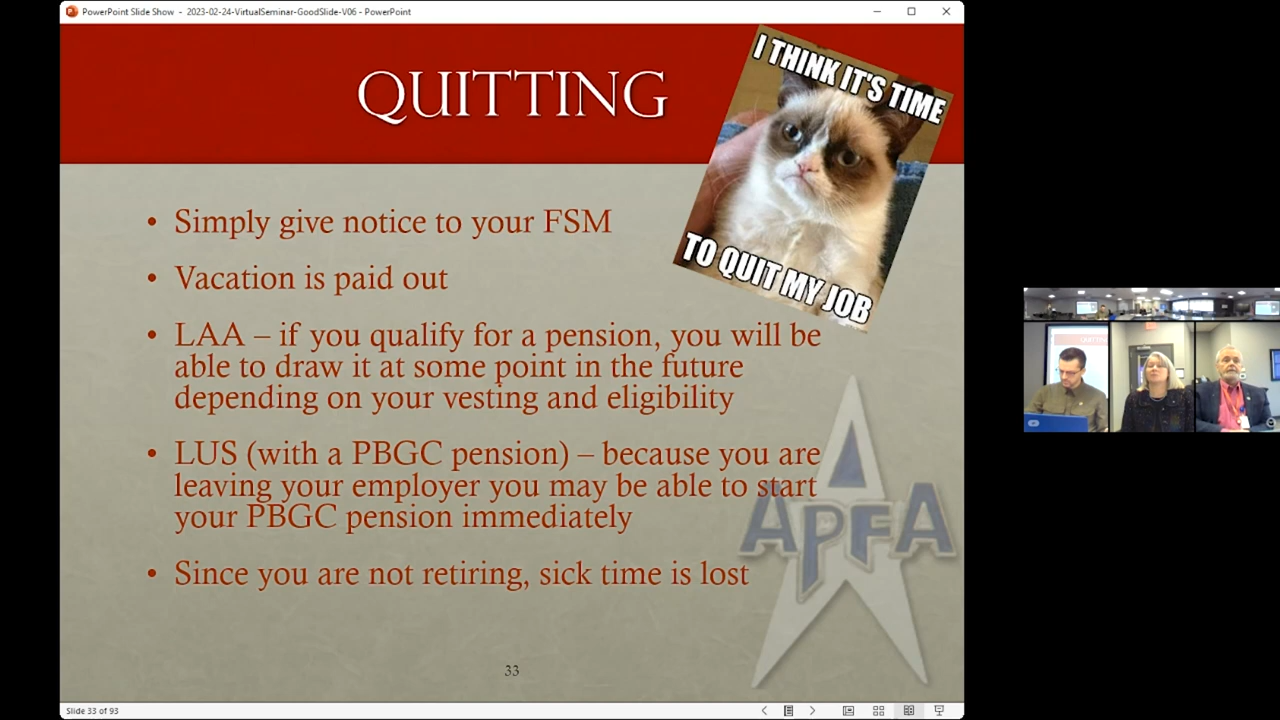 PowerPoint Slide Show - 2023-02-24-VirtualSeminar-GoodSlide-V06 - PowerPoint
QUITTING
I THINK IT'S TIME
TO QUIT MY JOB
• Simply give notice to your FSM
• Vacation is paid out
• LAA – if you qualify for a pension, you will be
able to draw it at some point in the future
depending on your vesting and eligibility
• LUS (with a PBGC pension) – because you are
leaving your employer you may be able to start
your PBGC pension immediately
• Since you are not retiring, sick time is lost
APFA
33
Slide 33 of 93
QUITTING